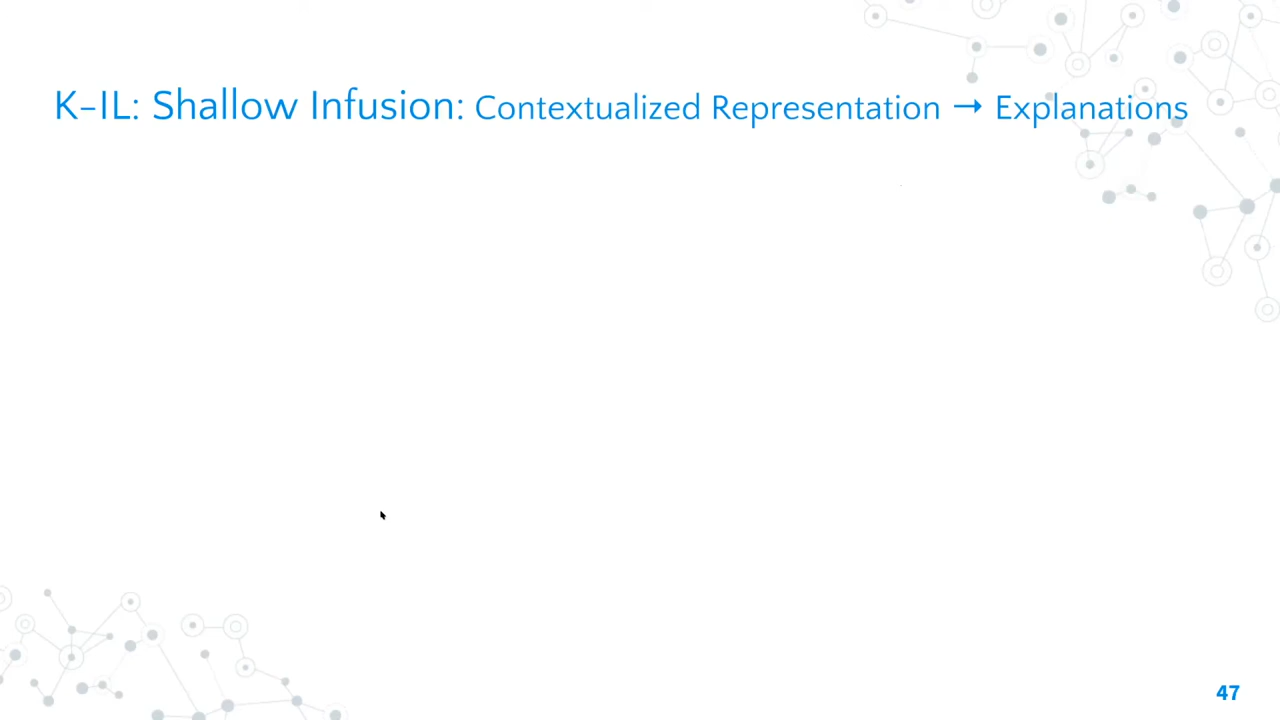 K-IL: Shallow Infusion: Contextualized Representation → Explanations
47